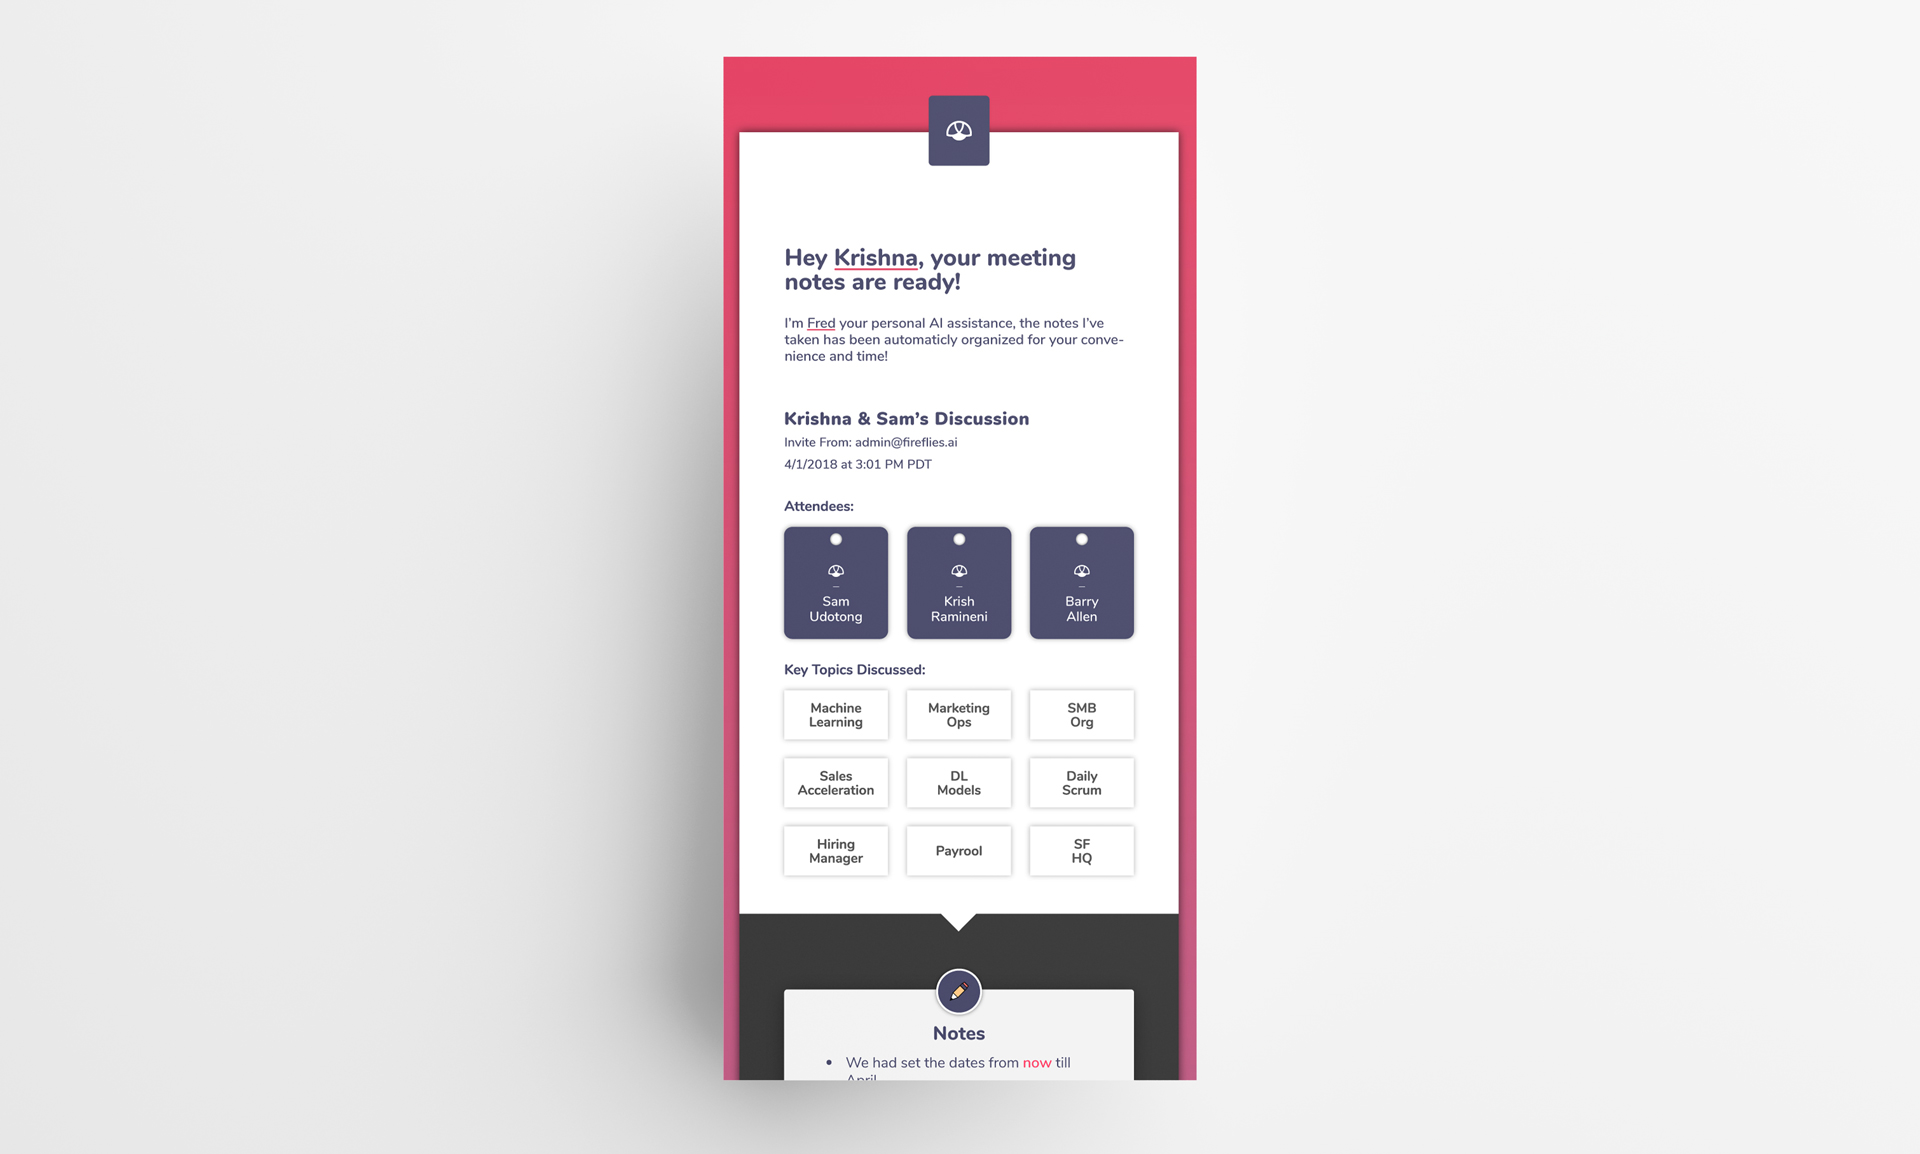 Hey Krishna, your meeting
notes are ready!
I'm Fred your personal AI assistance, the notes I've
taken has been automaticly organized for your conve-
nience and time!
Krishna & Sam's Discussion
Invite From: admin@fireflies.ai
4/1/2018 at 3:01 PM PDT
Attendees:
Sam
Udotong
Krish
Ramineni
Barry
Allen
Key Topics Discussed:
Machine
Learning
Marketing
Ops
SMB
Org
Sales
Acceleration
DL
Models
Daily
Scrum
Hiring
Manager
Payrool
SF
HQ
Notes
• We had set the dates from now till
April